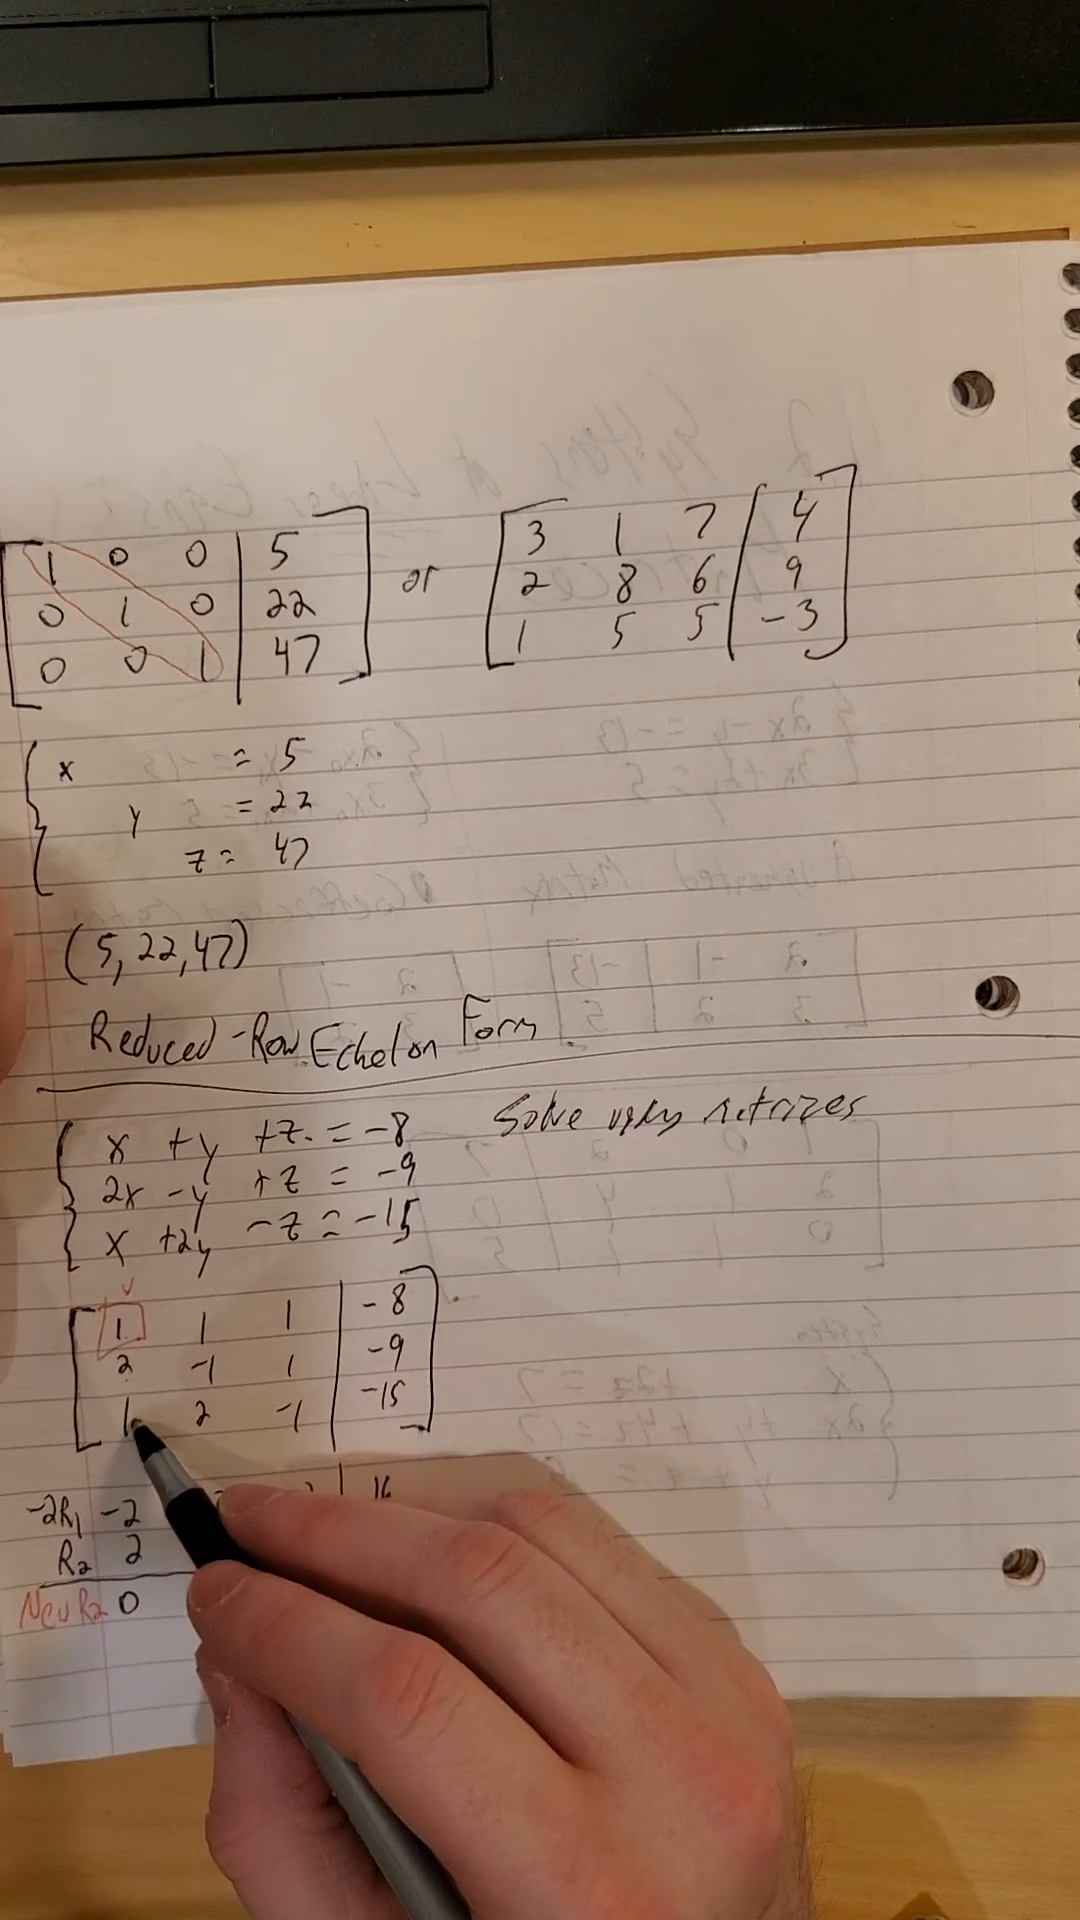 1 0 0 | 5 or 3 1 7 | 4
0 1 0 | 22 2 8 6 | 9
0 0 1 | 47 1 5 5 | -3
x = 5
y = 22
z = 47
(5, 22, 47)
Reduced-Row Echelon Form
x + y + z = -8 Solve using matrizes
2x - y + z = -9
x + 2y - z = -15
1 1 1 | -8
2 -1 1 | -9
1 2 -1 | -15
-2R1 -2 | 16
R2 2
New R2 0